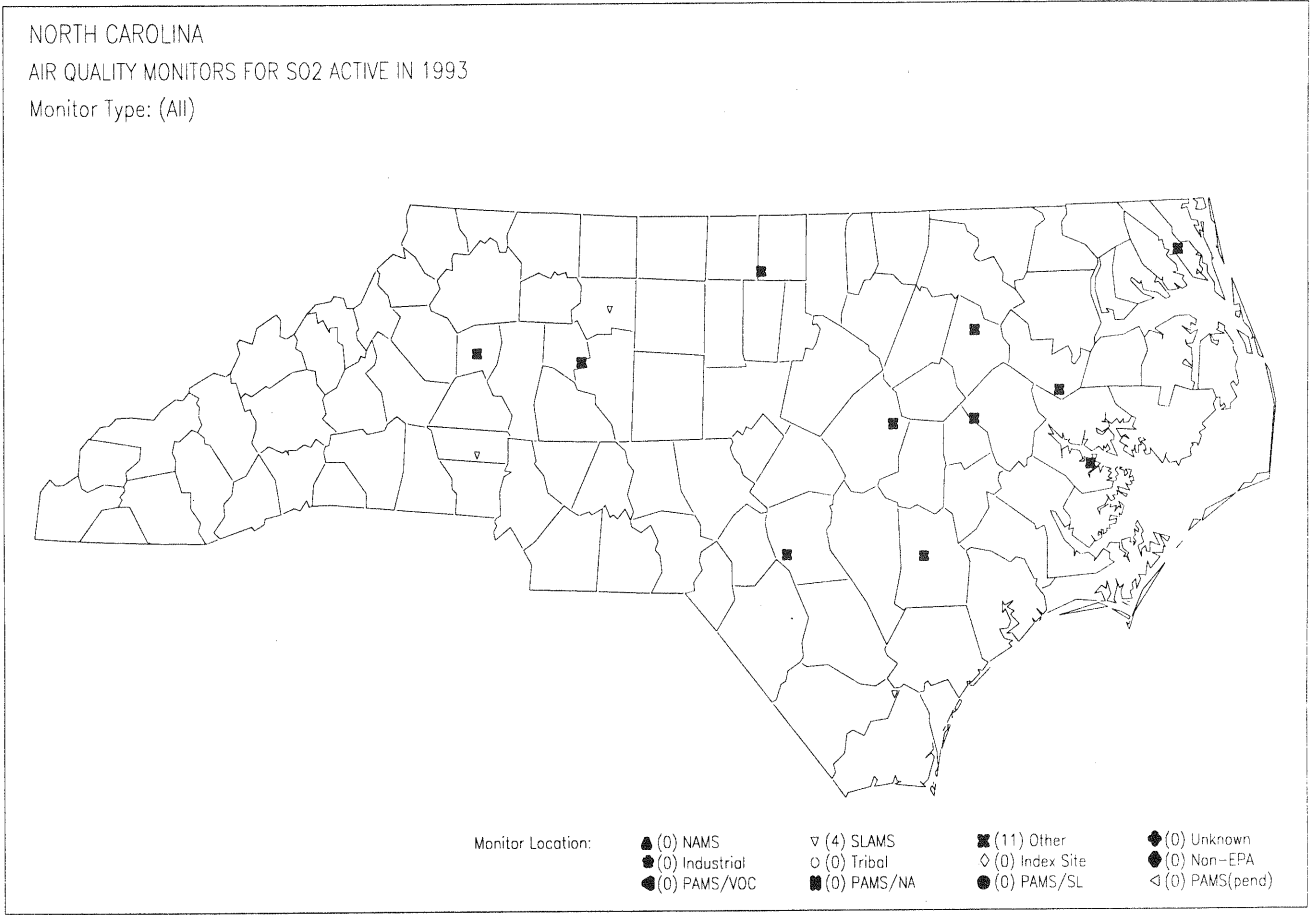 NORTH CAROLINA
AIR QUALITY MONITORS FOR SO2 ACTIVE IN 1993
Monitor Type: (All)
Monitor Location: (0) NAMS (4) SLAMS (11) Other (0) Unknown
(0) Industrial (0) Tribal (0) Index Site (0) Non-EPA
(0) PAMS/VOC (0) PAMS/NA (0) PAMS/SL (0) PAMS(pend)